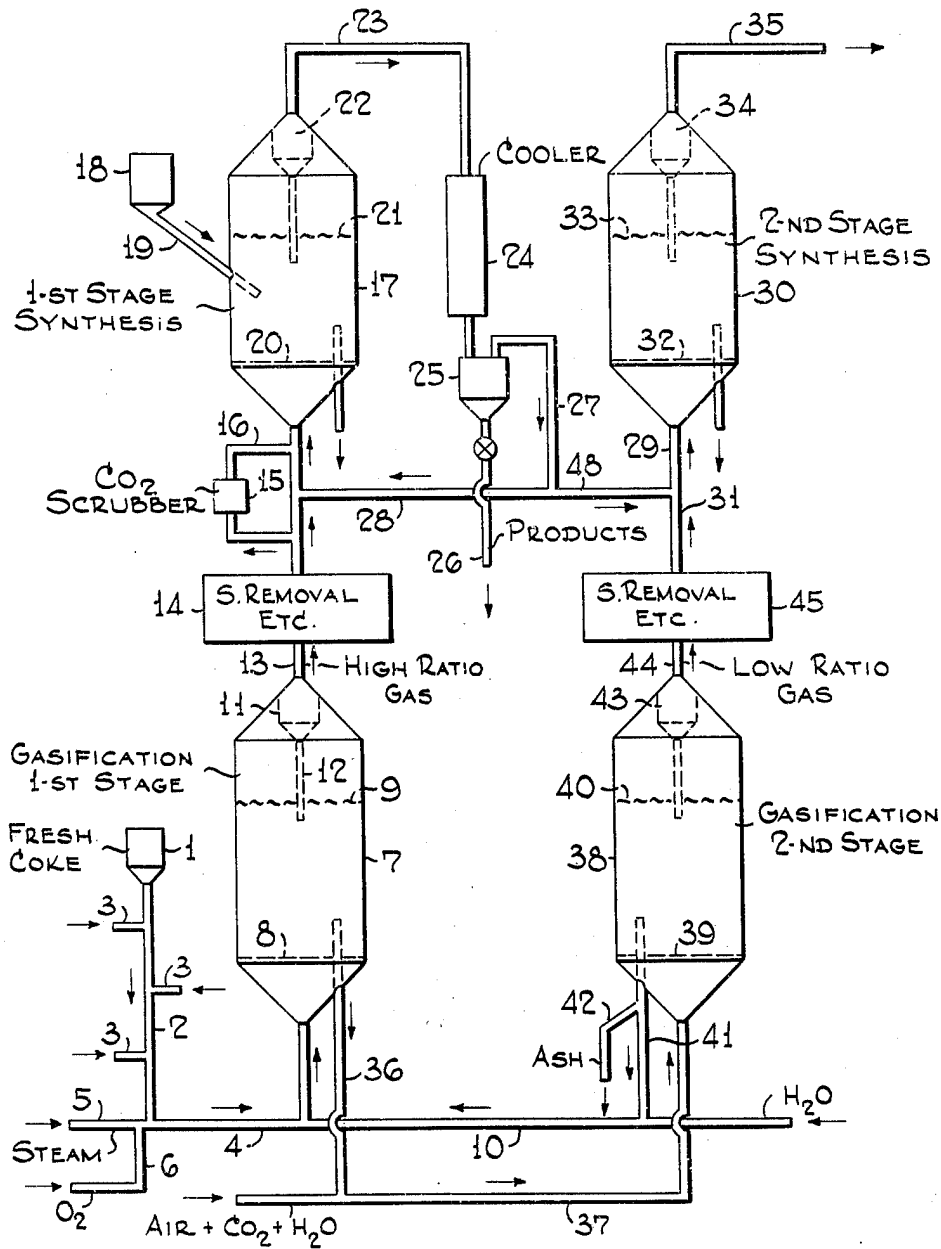 23
35
22
34
18
COOLER
19
21
33
2-ND STAGE
SYNTHESIS
24
17
30
1-ST STAGE
SYNTHESIS
20
32
25
27
16
29
CO2
SCRUBBER
15
48
28
31
PRODUCTS
26
14
S. REMOVAL
ETC.
S. REMOVAL
ETC.
45
13
HIGH RATIO
GAS
44
LOW RATIO
GAS
11
43
GASIFICATION
1-ST STAGE
12
9
40
GASIFICATION
2-ND STAGE
FRESH
COKE
1
7
38
3
8
39
3
2
42
3
ASH
41
36
5
H2O
STEAM
4
10
6
O2
AIR + CO2 + H2O
37